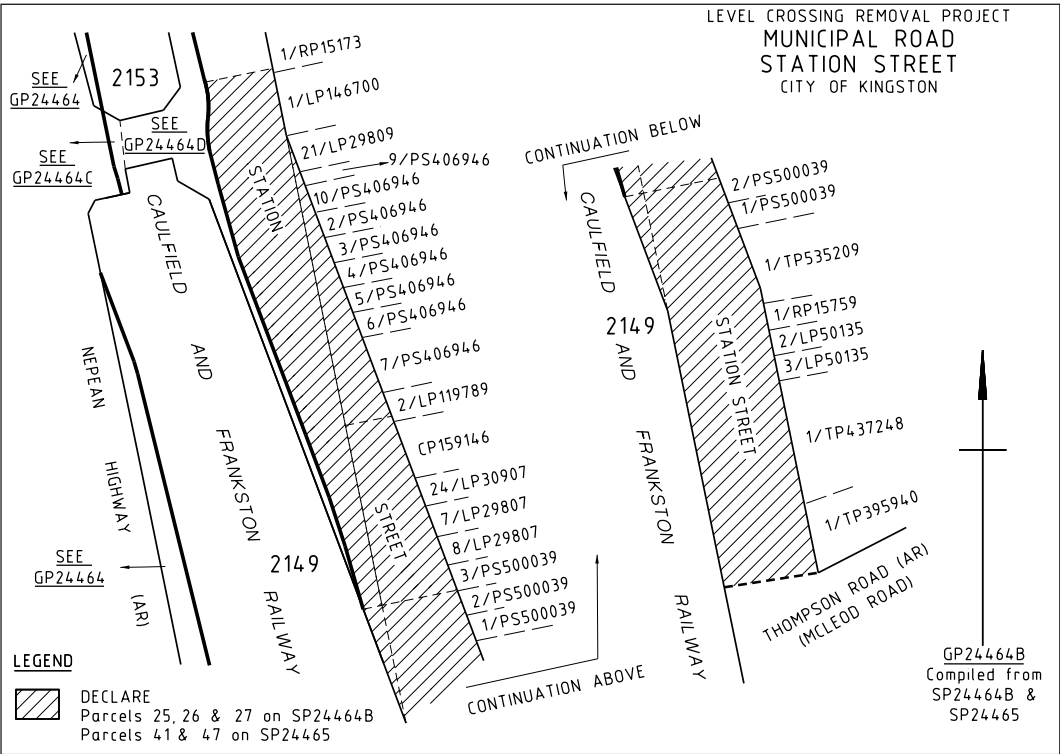 LEVEL CROSSING REMOVAL PROJECT
MUNICIPAL ROAD
STATION STREET
CITY OF KINGSTON
SEE
GP24464
2153
SEE
GP24464D
SEE
GP24464C
1/RP15173
1/LP146700
21/LP29809
9/PS406946
10/PS406946
2/PS406946
3/PS406946
4/PS406946
5/PS406946
6/PS406946
7/PS406946
2/LP119789
CP159146
24/LP30907
7/LP29807
8/LP29807
3/PS500039
2/PS500039
1/PS500039
STATION
STREET
CAULFIELD
AND
FRANKSTON
RAILWAY
2149
NEPEAN
HIGHWAY
(AR)
SEE
GP24464
CONTINUATION ABOVE
CONTINUATION BELOW
CAULFIELD
AND
FRANKSTON
RAILWAY
2149
STATION STREET
2/PS500039
1/PS500039
1/TP535209
1/RP15759
2/LP50135
3/LP50135
1/TP437248
1/TP395940
THOMPSON ROAD (AR)
(MCLEOD ROAD)
LEGEND
DECLARE
Parcels 25, 26 & 27 on SP24464B
Parcels 41 & 47 on SP24465
GP24464B
Compiled from
SP24464B &
SP24465